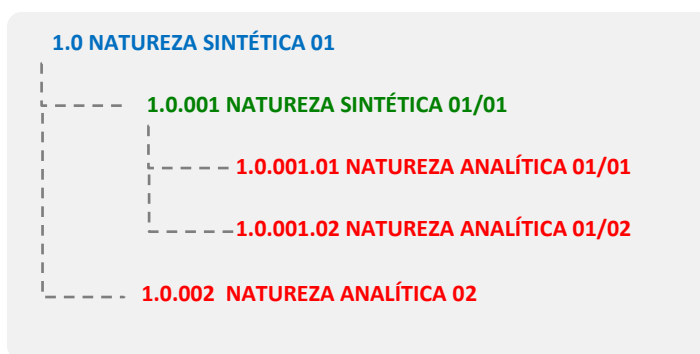 1.0 NATUREZA SINTÉTICA 01
1.0.001 NATUREZA SINTÉTICA 01/01
1.0.001.01 NATUREZA ANALÍTICA 01/01
1.0.001.02 NATUREZA ANALÍTICA 01/02
1.0.002 NATUREZA ANALÍTICA 02